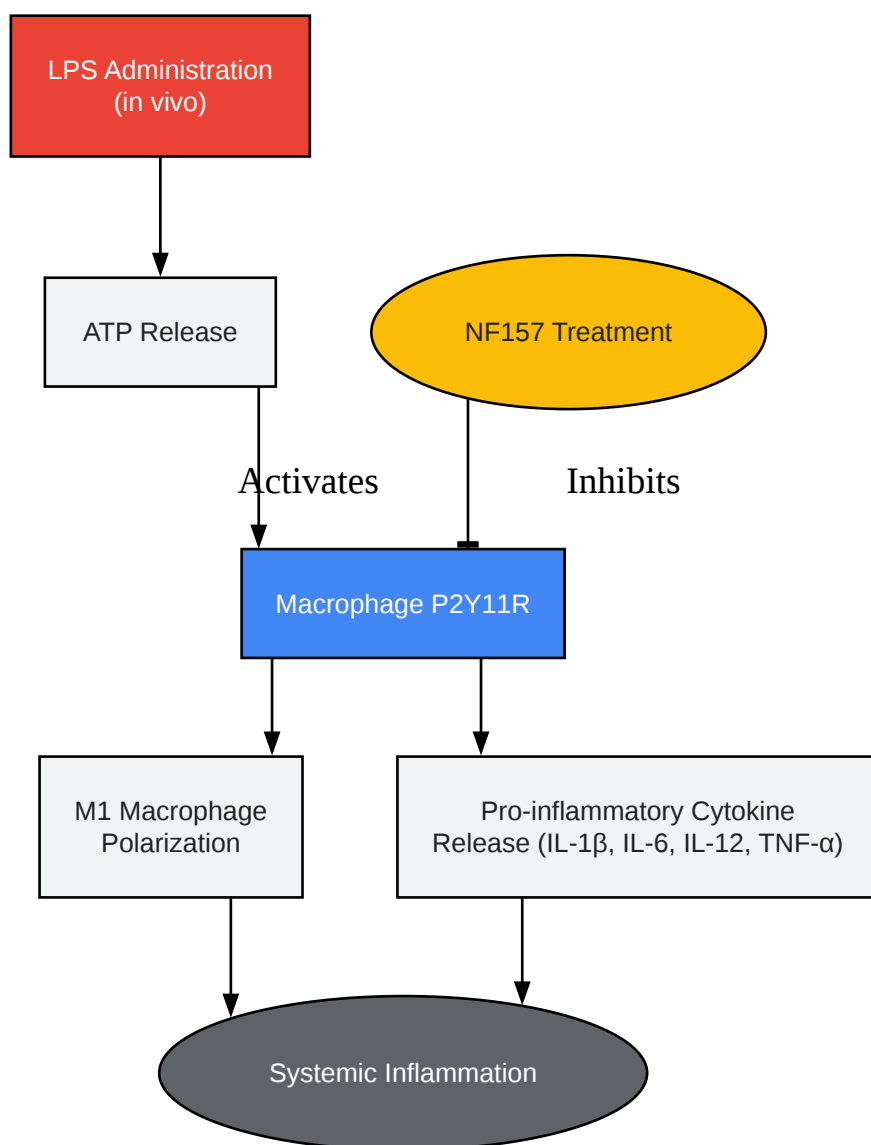 LPS Administration
(in vivo)
ATP Release
NF157 Treatment
Activates
Inhibits
Macrophage P2Y11R
M1 Macrophage
Polarization
Pro-inflammatory Cytokine
Release (IL-1β, IL-6, IL-12, TNF-α)
Systemic Inflammation